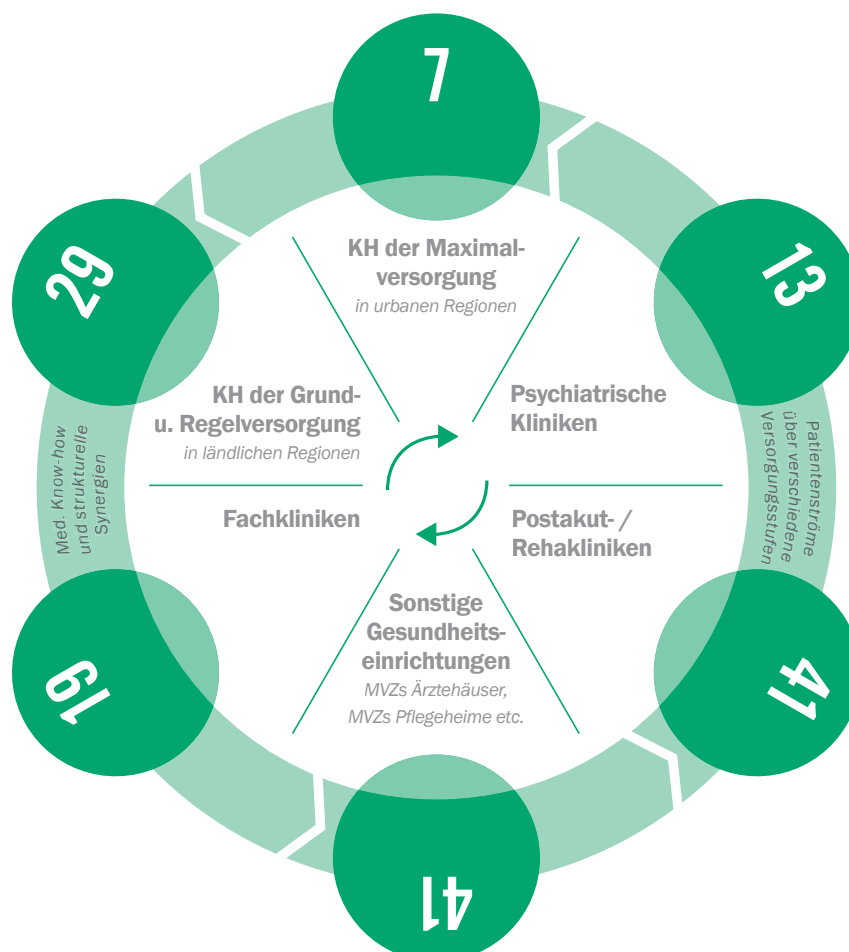 7
13
29
KH der Maximal-
versorgung
in urbanen Regionen
KH der Grund-
u. Regelversorgung
in ländlichen Regionen
Psychiatrische
Kliniken
Med. Know-how
und strukturelle
Synergien
Patientenströme
über verschiedene
Versorgungsstufen
Fachkliniken
Postakut- /
Rehakliniken
Sonstige
Gesundheits-
einrichtungen
MVZs Ärztehäuser,
MVZs Pflegeheime etc.
19
41
41